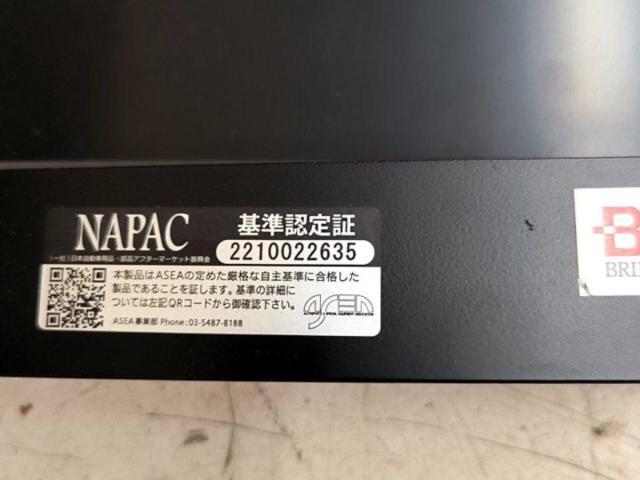 NAPAC
基準認定証
(一社)日本自動車用品・部品アフターマーケット振興会
2210022635
本製品はASEAの定めた厳格な自主基準に合格した
製品であることを証します。基準の詳細に
ついては左記QRコードから御確認下さい。
ASEA事業部 Phone:03-5487-8188
ASEA
B
BRI